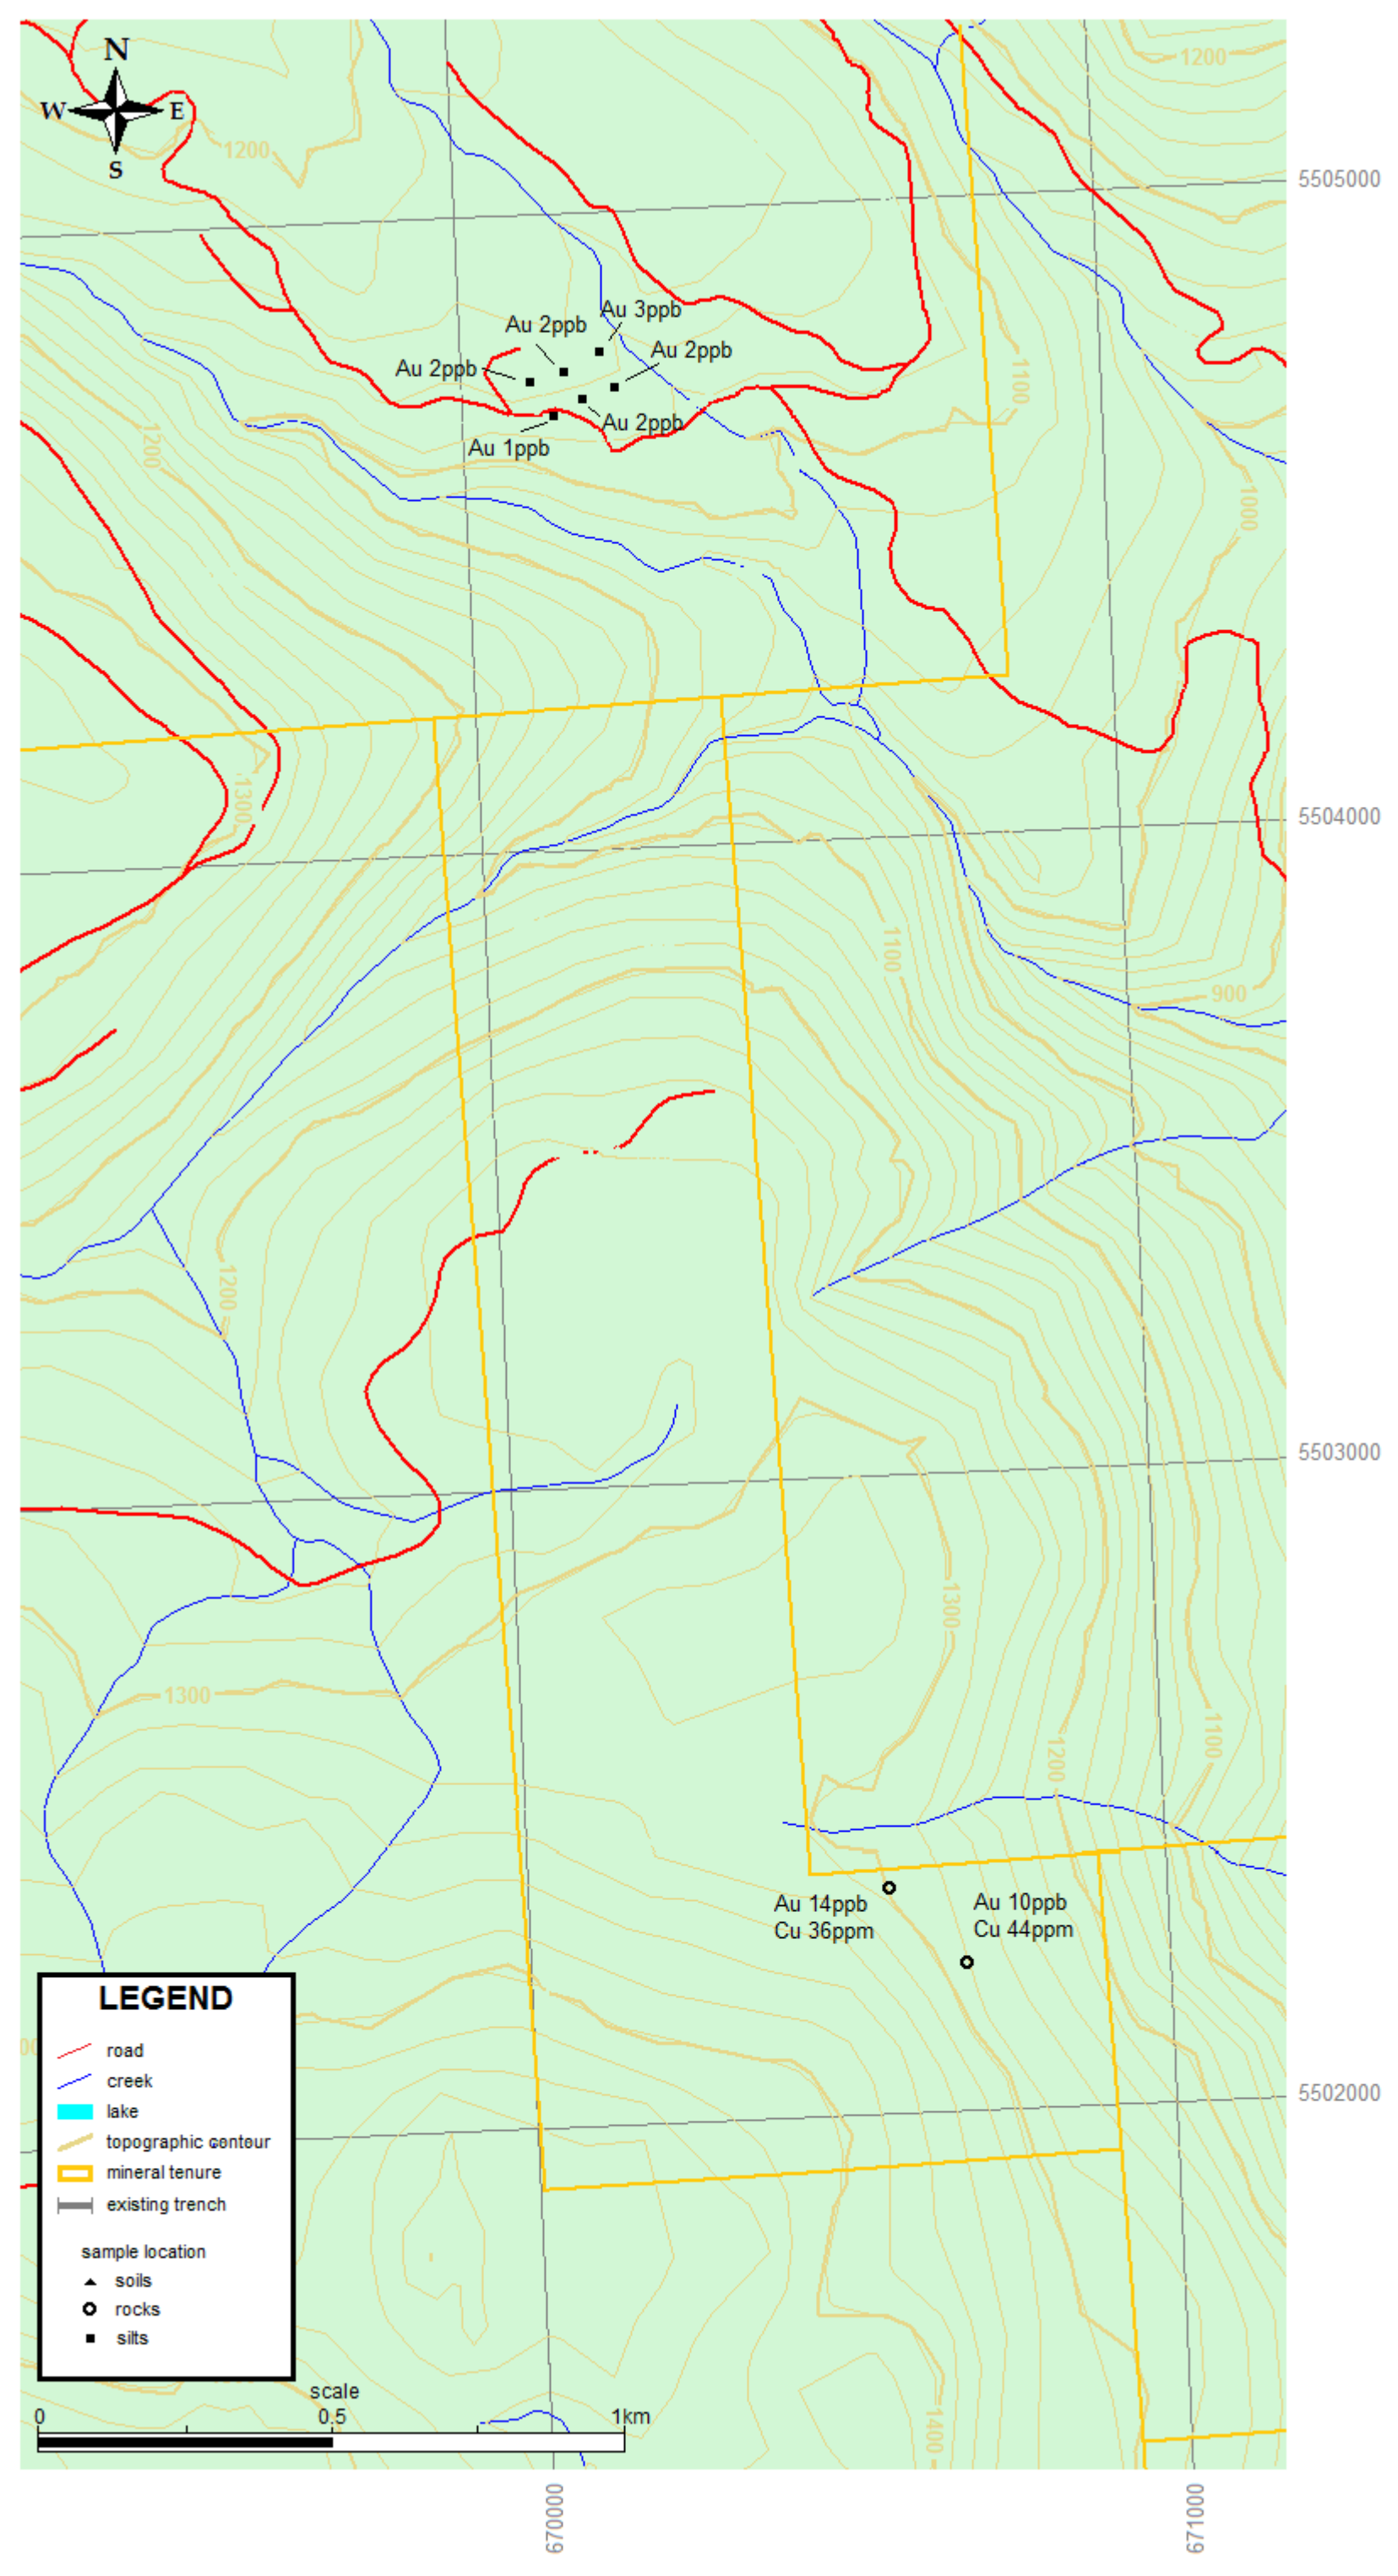 1200
N
W E
S
1200
5505000
Au 3ppb
Au 2ppb
Au 2ppb
Au 2ppb
1100
Au 2ppb
Au 1ppb
1200
1000
1300
5504000
1100
900
1200
5503000
1300
1300
1100
1200
Au 14ppb
Cu 36ppm
Au 10ppb
Cu 44ppm
LEGEND
road
creek
lake
topographic contour
mineral tenure
existing trench
sample location
soils
rocks
silts
5502000
scale
0 0.5 1km
1400
670000
671000